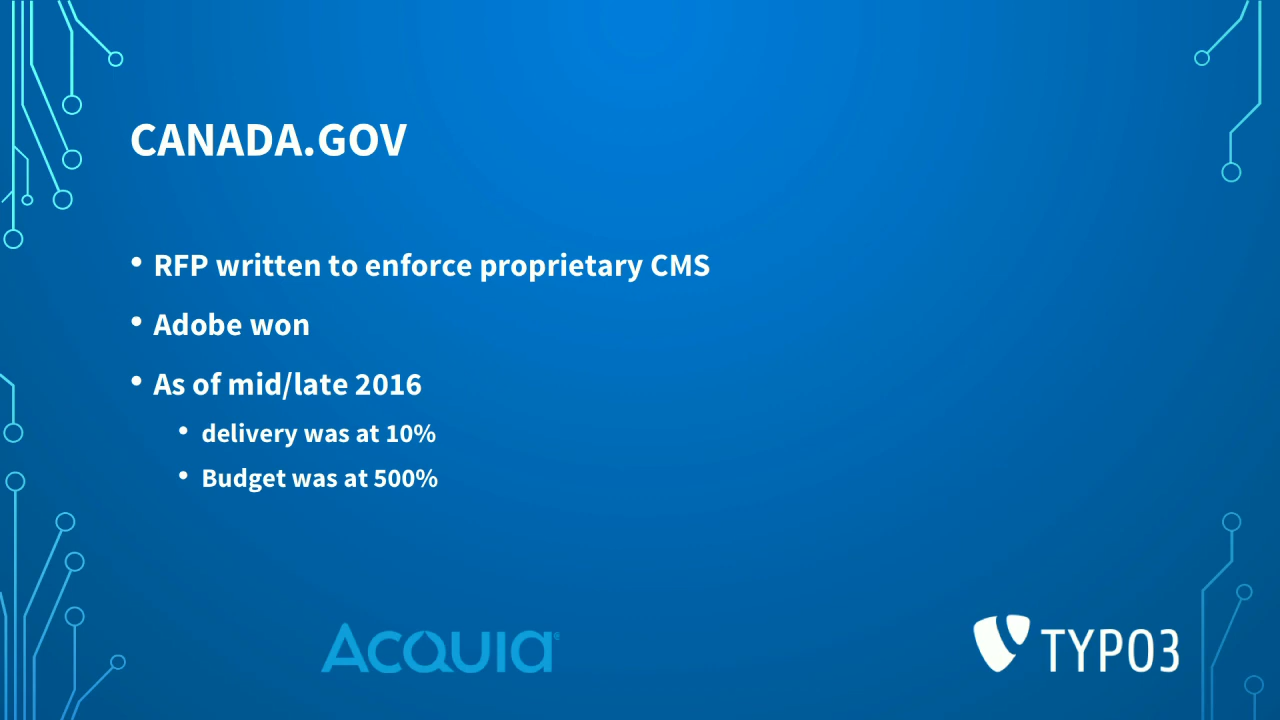 CANADA.GOV
• RFP written to enforce proprietary CMS
• Adobe won
• As of mid/late 2016
• delivery was at 10%
• Budget was at 500%
ACQUIA®
TYPO3